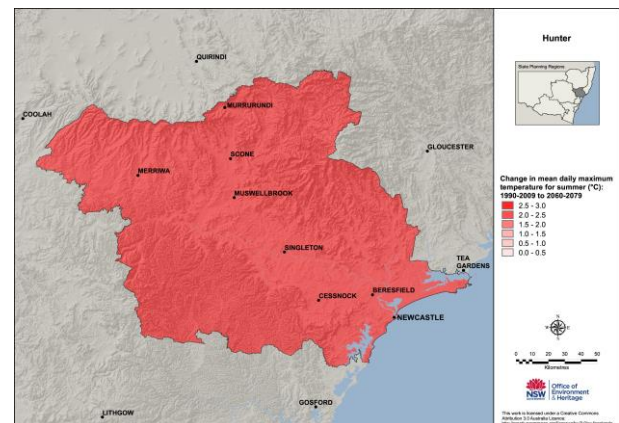 Hunter
State Planning Regions
QUIRINDI
COOLAH
MURRURUNDI
GLOUCESTER
SCONE
MERRIWA
MUSWELLBROOK
SINGLETON
TEA
GARDENS
CESSNOCK
BERESFIELD
NEWCASTLE
GOSFORD
LITHGOW
Change in mean daily maximum
temperature for summer (°C):
1990-2009 to 2060-2079
2.5 - 3.0
2.0 - 2.5
1.5 - 2.0
1.0 - 1.5
0.5 - 1.0
0.0 - 0.5
0 10 20 30 40 50
Kilometres
NSW
GOVERNMENT
Office of
Environment
& Heritage
This work is licensed under a Creative Commons
Attribution 3.0 Australia Licence.